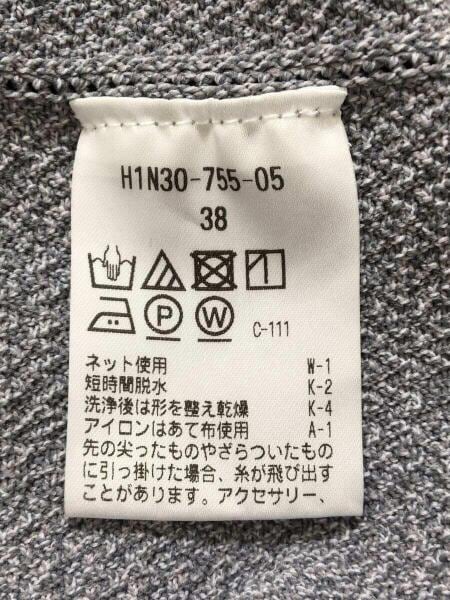 H1N30-755-05
38
P W C-111
ネット使用 W-1
短時間脱水 K-2
洗浄後は形を整え乾燥 K-4
アイロンはあて布使用 A-1
先の尖ったものやざらついたもの
に引っ掛けた場合、糸が飛び出す
ことがあります。アクセサリー、